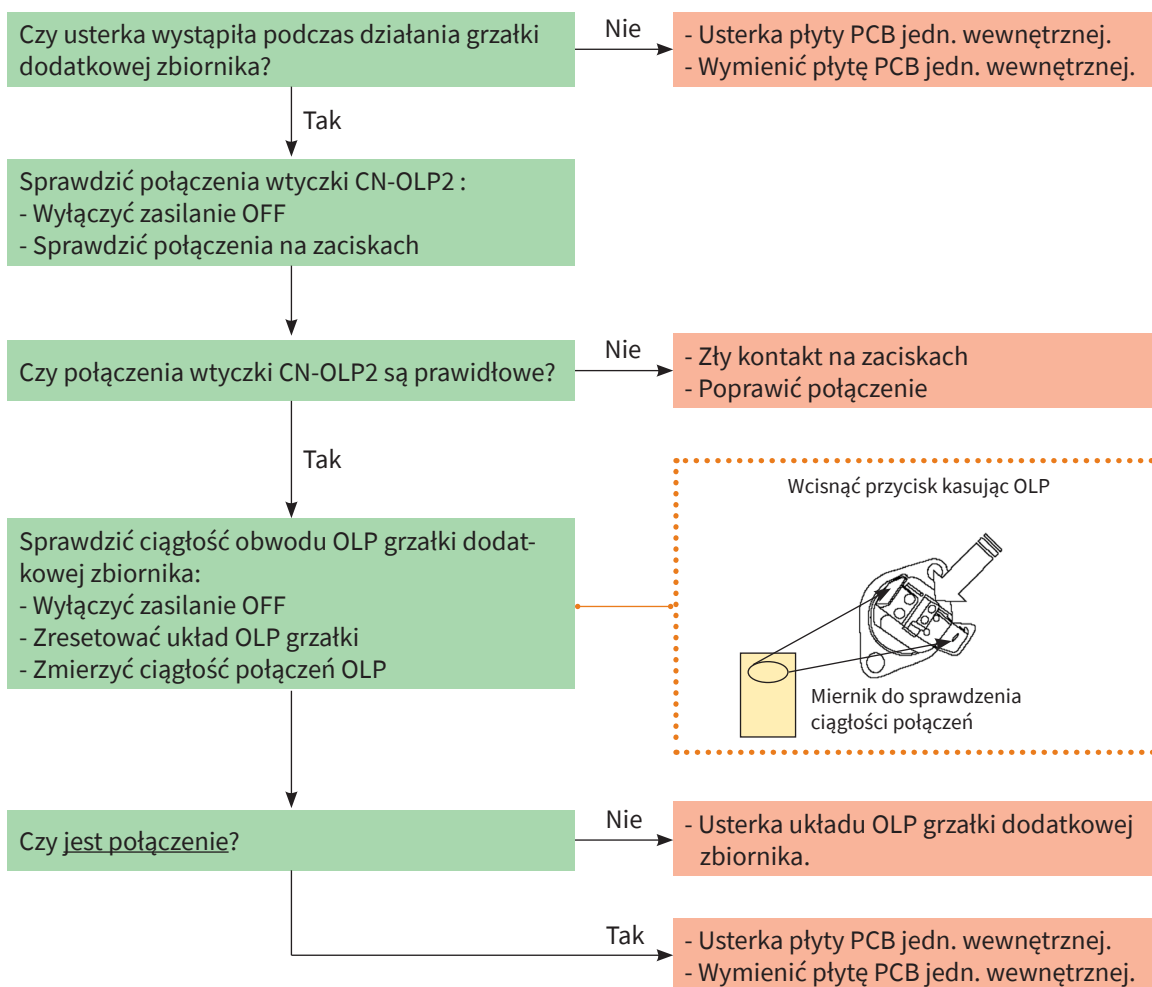 Czy usterka wystąpiła podczas działania grzałki
dodatkowej zbiornika?
Nie
- Usterka płyty PCB jedn. wewnętrznej.
- Wymienić płytę PCB jedn. wewnętrznej.
Tak
Sprawdzić połączenia wtyczki CN-OLP2 :
- Wyłączyć zasilanie OFF
- Sprawdzić połączenia na zaciskach
Czy połączenia wtyczki CN-OLP2 są prawidłowe?
Nie
- Zły kontakt na zaciskach
- Poprawić połączenie
Tak
Sprawdzić ciągłość obwodu OLP grzałki dodat-
kowej zbiornika:
- Wyłączyć zasilanie OFF
- Zresetować układ OLP grzałki
- Zmierzyć ciągłość połączeń OLP
Wcisnąć przycisk kasując OLP
Miernik do sprawdzenia
ciągłości połączeń
Czy jest połączenie?
Nie
- Usterka układu OLP grzałki dodatkowej
zbiornika.
Tak
- Usterka płyty PCB jedn. wewnętrznej.
- Wymienić płytę PCB jedn. wewnętrznej.